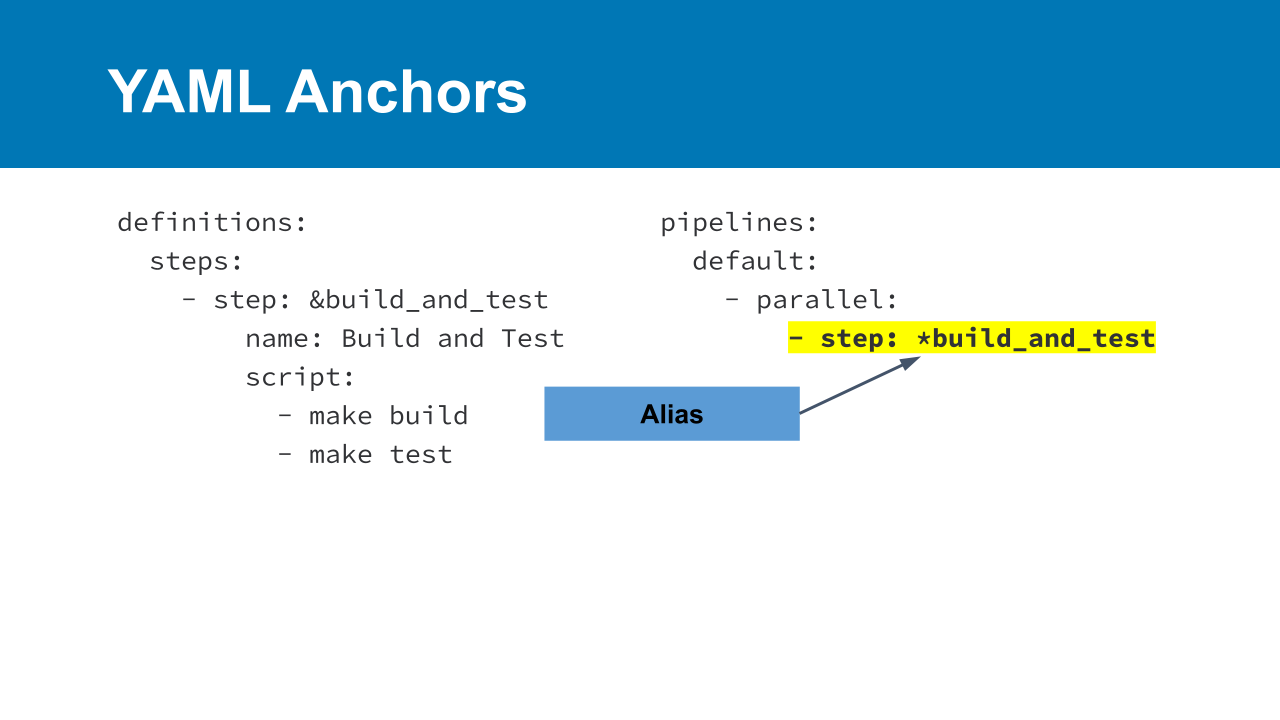 YAML Anchors
definitions:
  steps:
    - step: &build_and_test
        name: Build and Test
        script:
          - make build
          - make test
pipelines:
  default:
    - parallel:
        - step: *build_and_test
Alias